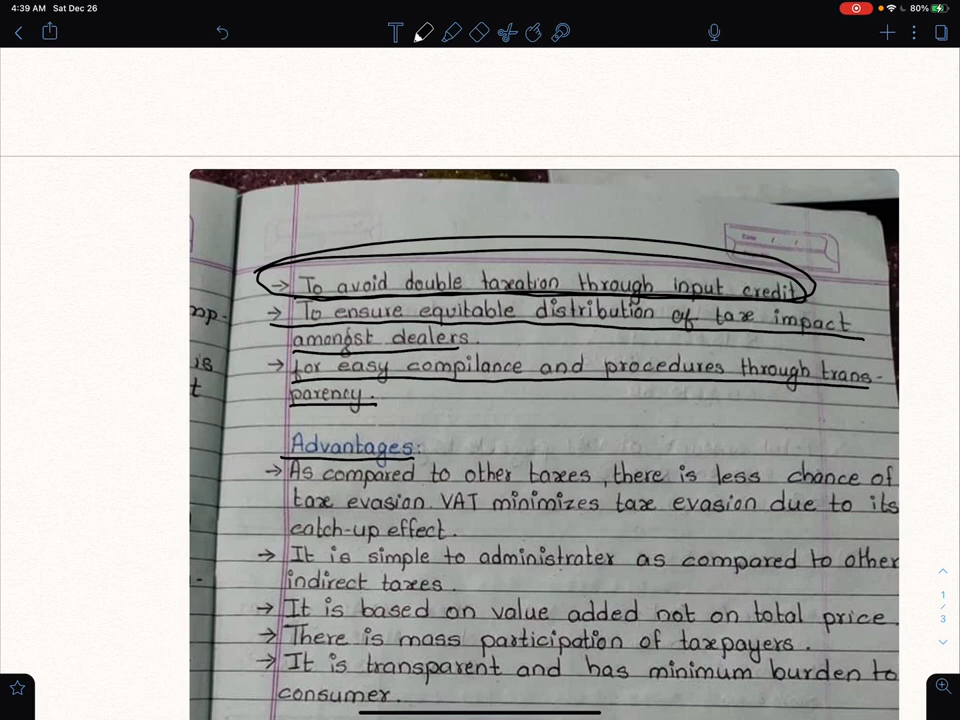 4:39 AM Sat Dec 26
80%
T
→ To avoid double taxation through input credit
→ To ensure equitable distribution of tax impact
amongst dealers.
→ for easy compilance and procedures through trans-
parency.
is
t
Advantages:
→ As compared to other taxes, there is less chance of
tax evasion. VAT minimizes tax evasion due to its
catch-up effect.
→ It is simple to administrater as compared to other
indirect taxes.
→ It is based on value added not on total price.
→ There is mass participation of taxpayers.
→ It is transparent and has minimum burden to
consumer.
1
/
3